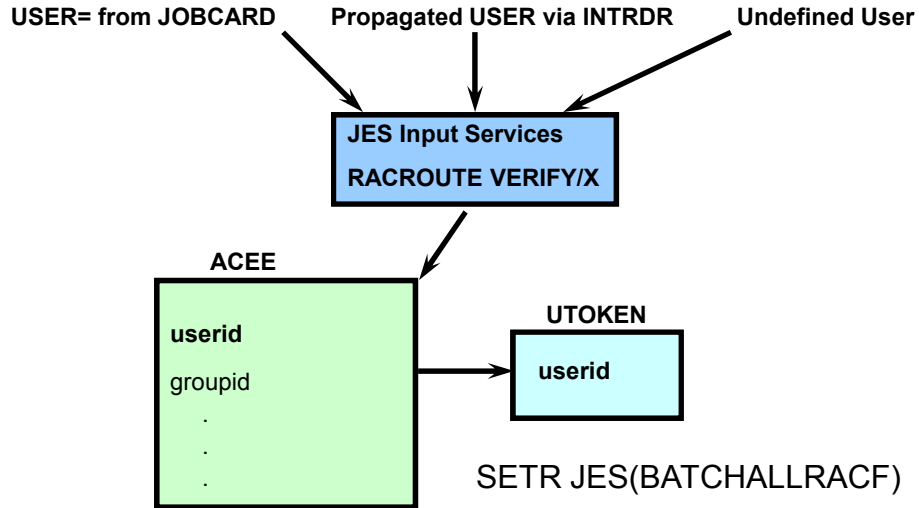 USER= from JOBCARD
Propagated USER via INTRDR
Undefined User
JES Input Services
RACROUTE VERIFY/X
ACEE
userid
groupid
.
.
.
UTOKEN
userid
SETR JES(BATCHALLRACF)